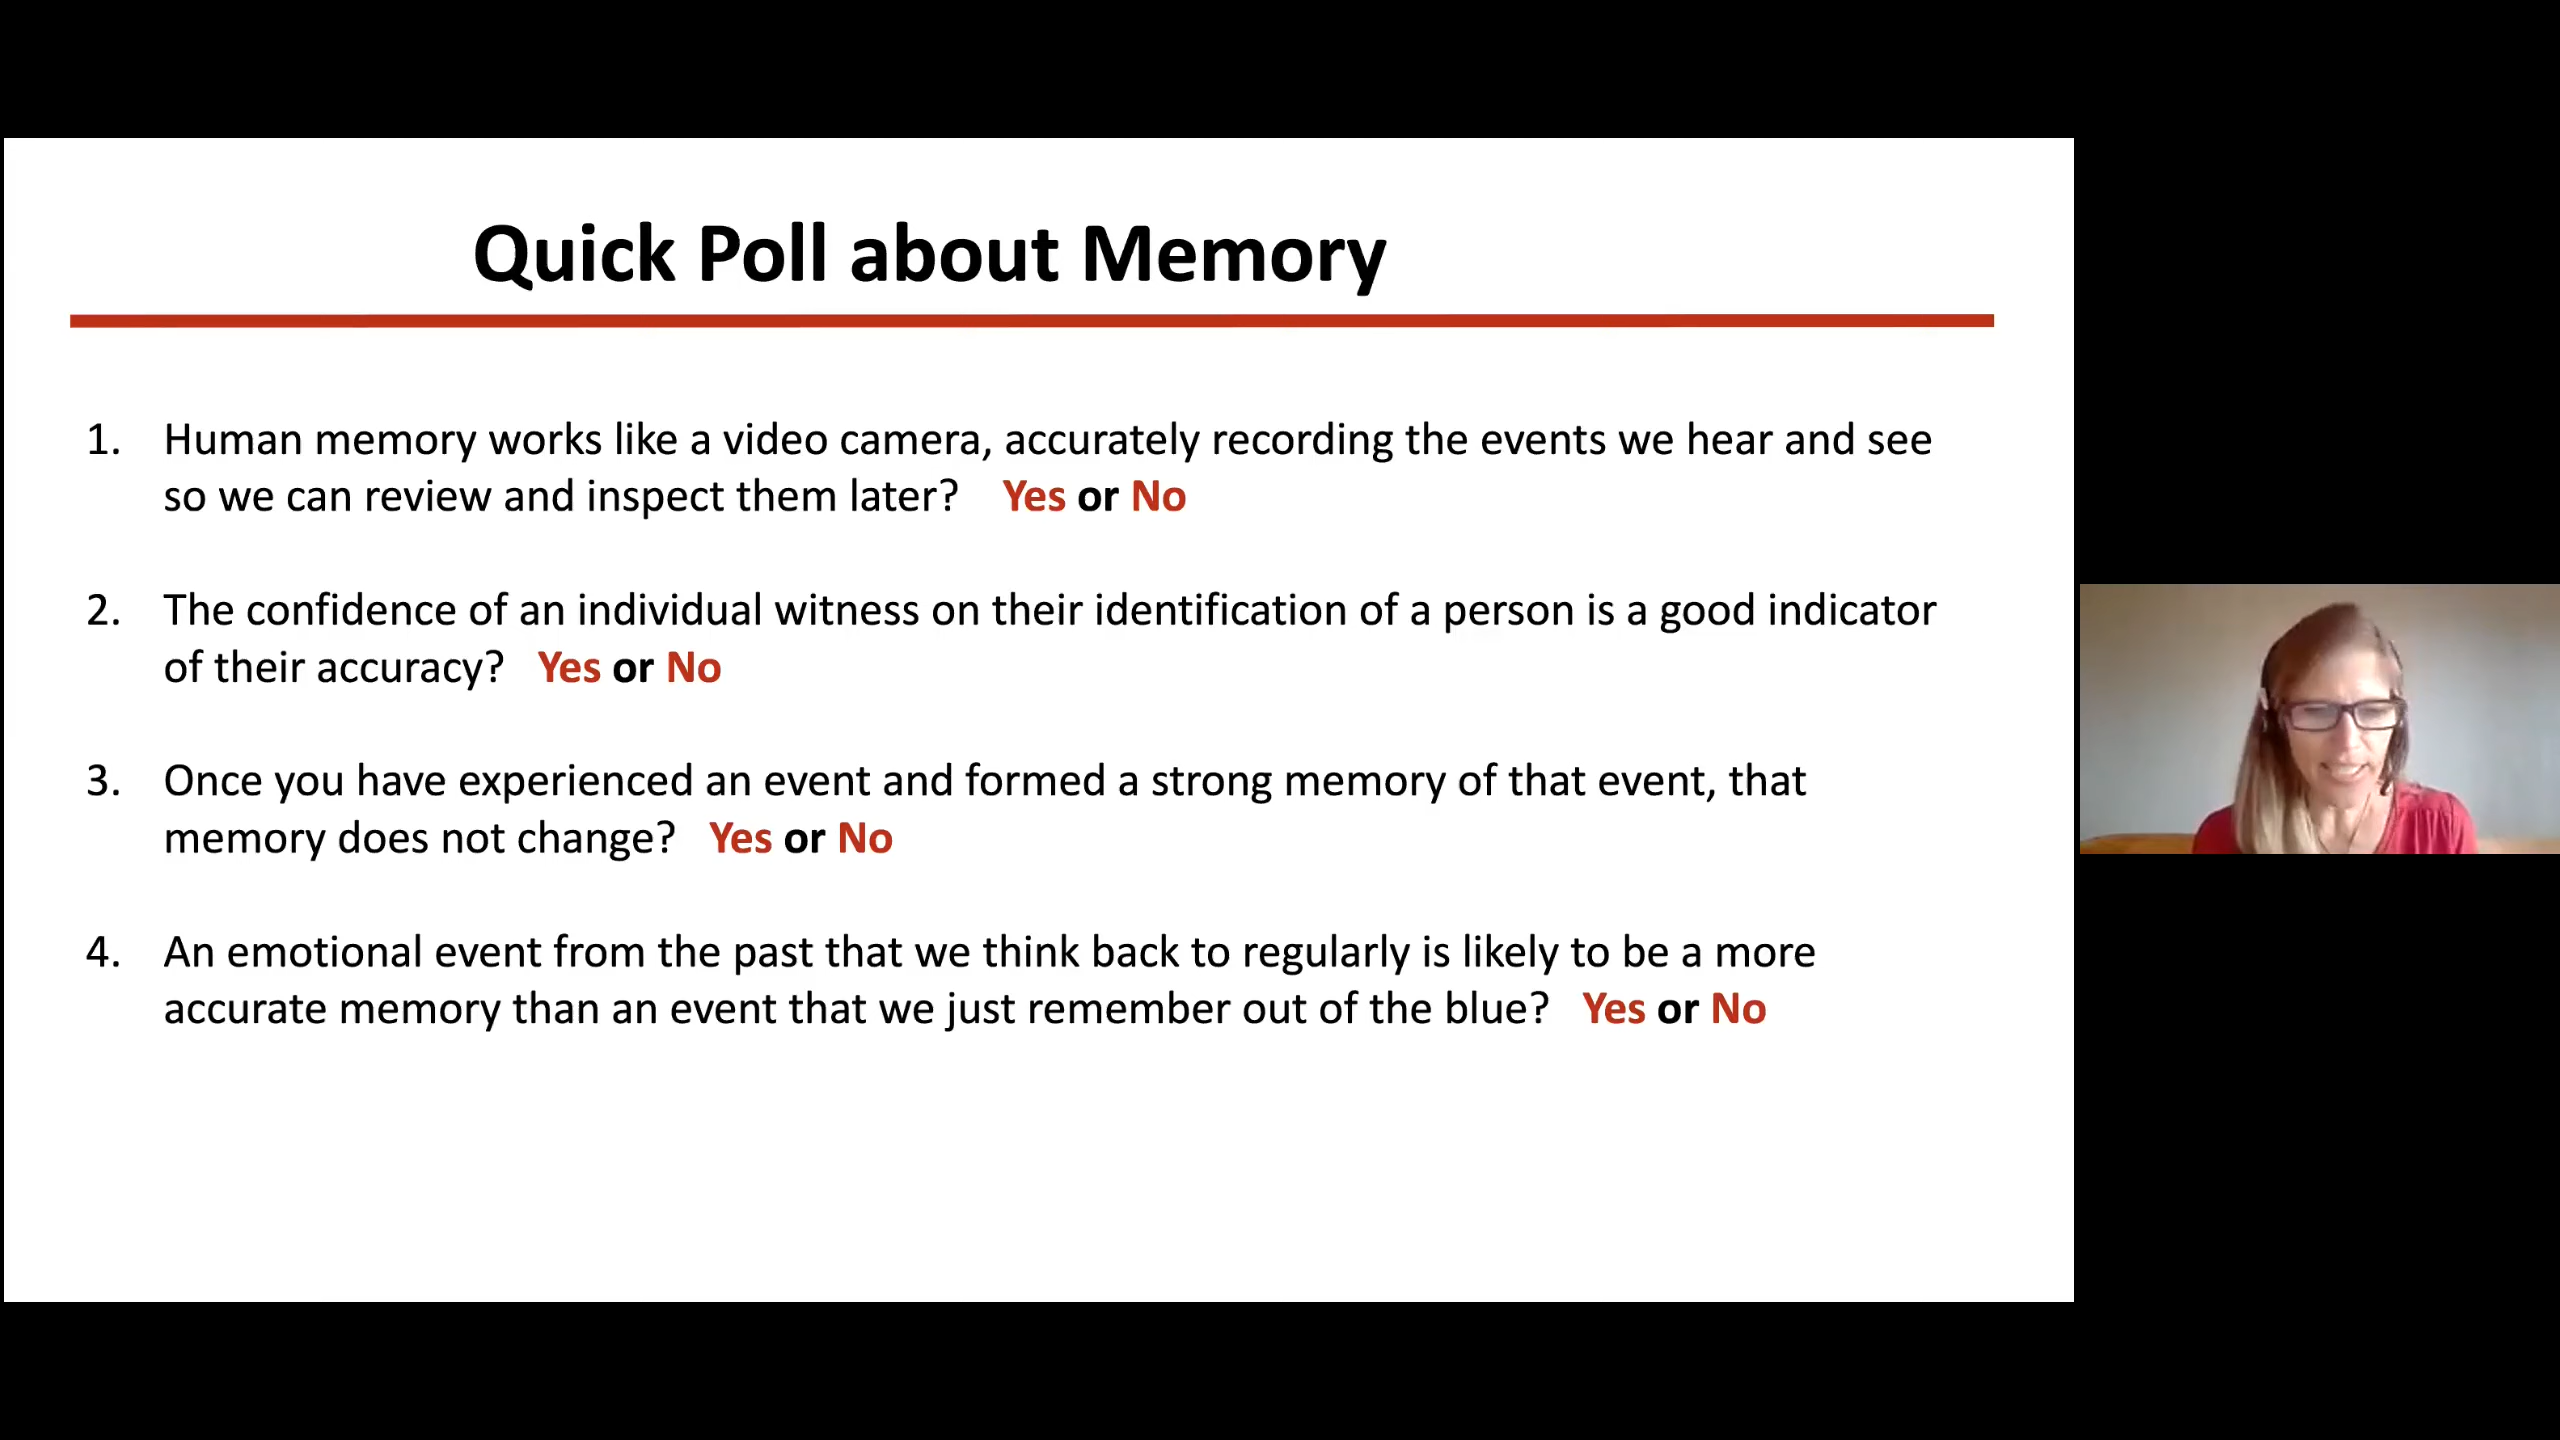 Quick Poll about Memory
1. Human memory works like a video camera, accurately recording the events we hear and see
so we can review and inspect them later? Yes or No
2. The confidence of an individual witness on their identification of a person is a good indicator
of their accuracy? Yes or No
3. Once you have experienced an event and formed a strong memory of that event, that
memory does not change? Yes or No
4. An emotional event from the past that we think back to regularly is likely to be a more
accurate memory than an event that we just remember out of the blue? Yes or No